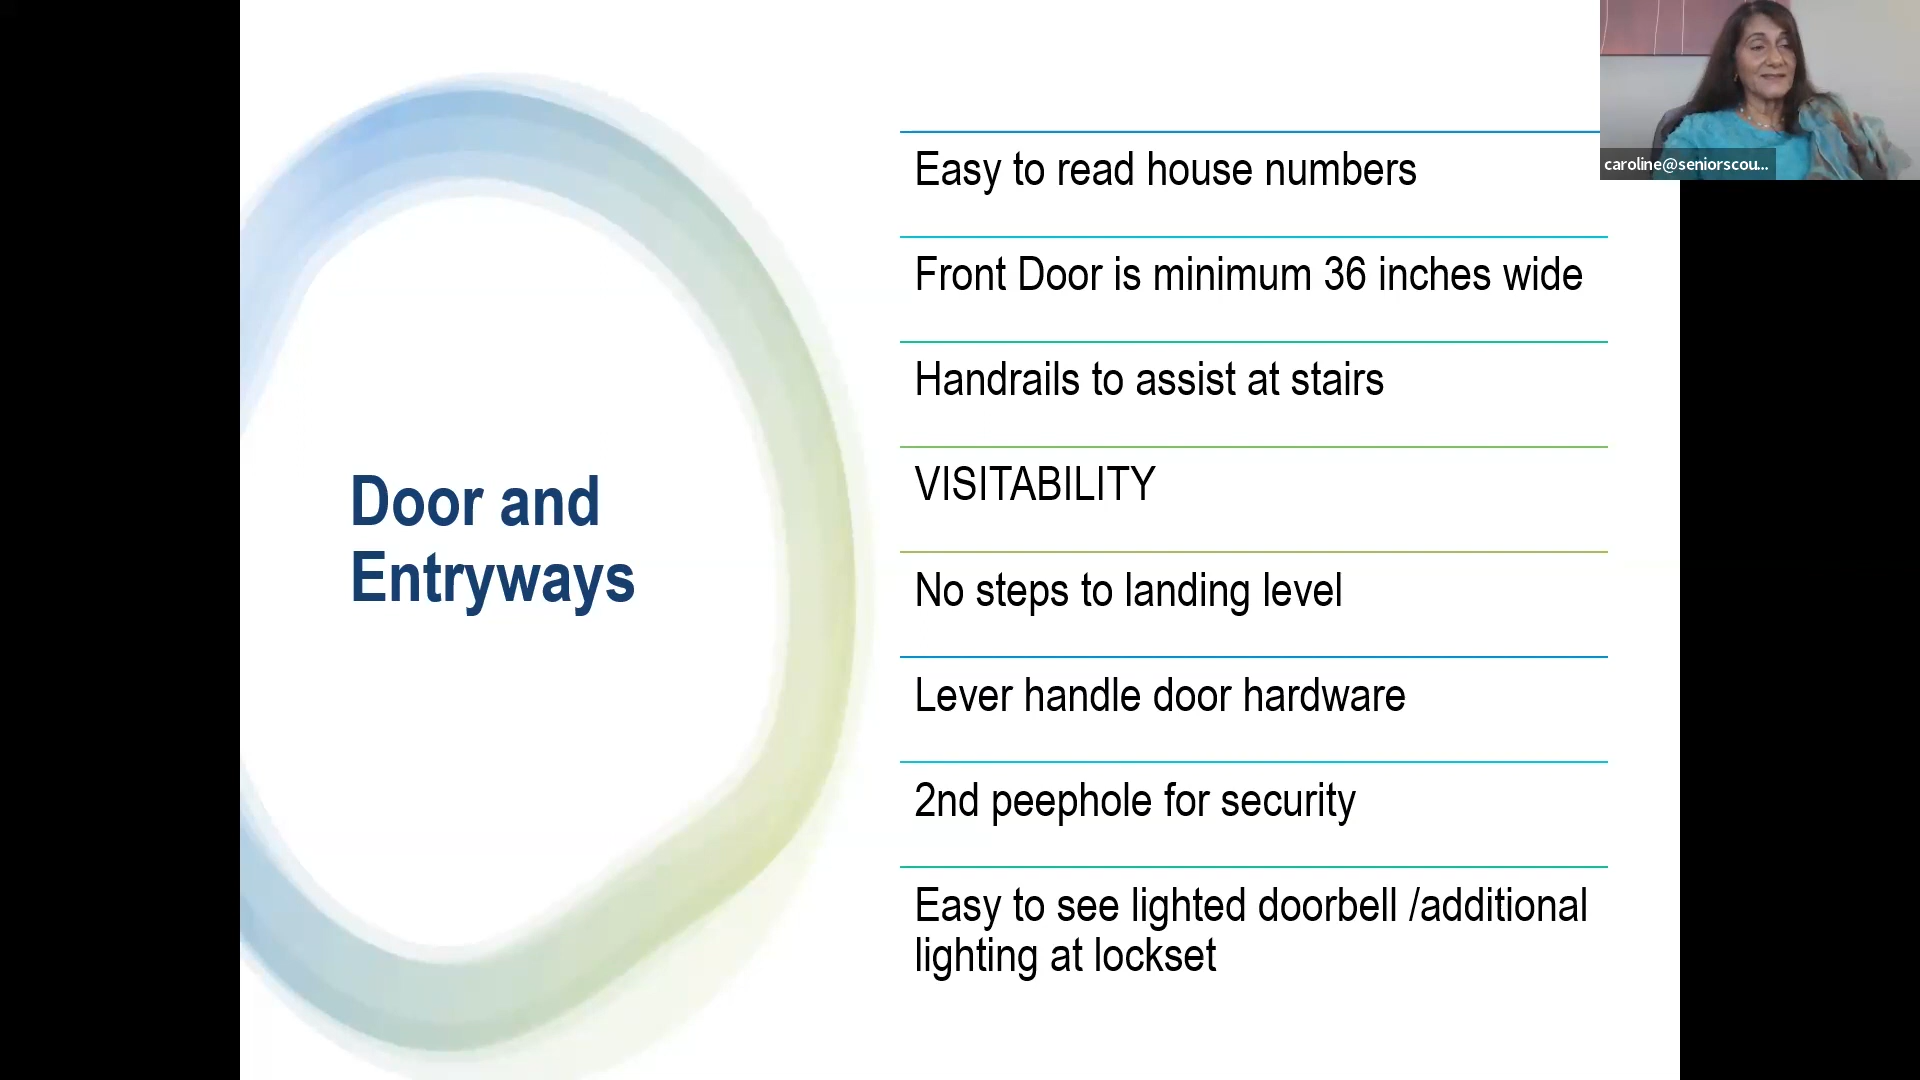 caroline@seniorscou...
Door and
Entryways
Easy to read house numbers
Front Door is minimum 36 inches wide
Handrails to assist at stairs
VISITABILITY
No steps to landing level
Lever handle door hardware
2nd peephole for security
Easy to see lighted doorbell /additional
lighting at lockset